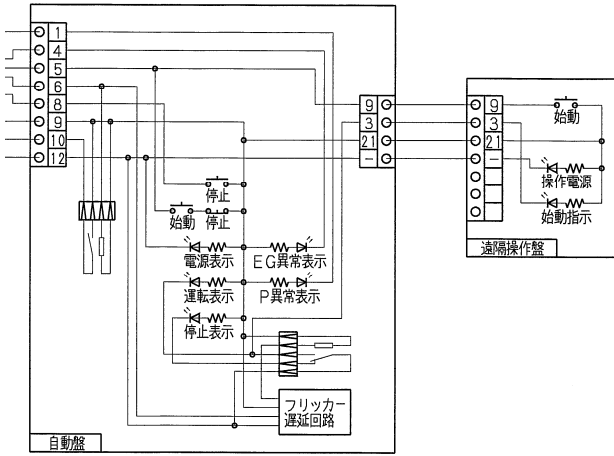 1
4
5
6
8
9
10
12
9
3
21
-
9
3
21
-
始動
操作電源
始動指示
遠隔操作盤
停止
始動 停止
電源表示 EG異常表示
運転表示 P異常表示
停止表示
フリッカー
遅延回路
自動盤